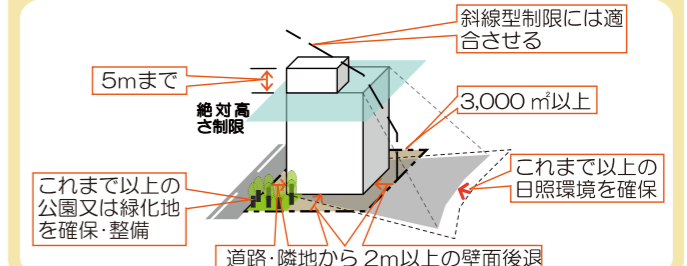 斜線型制限には適
合させる
5mまで
絶対高
さ制限
3,000 ㎡以上
これまで以上の
公園又は緑化地
を確保・整備
これまで以上の
日照環境を確保
道路・隣地から 2m以上の壁面後退